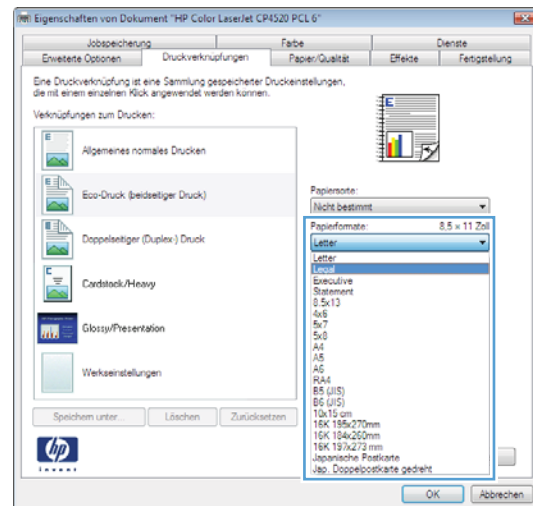 Eigenschaften von Dokument "HP Color LaserJet CP4520 PCL 6"
Jobspeicherung
Farbe
Dienste
Erweiterte Optionen
Druckverknüpfungen
Papier/Qualität
Effekte
Fertigstellung
Eine Druckverknüpfung ist eine Sammlung gespeicherter Druckeinstellungen,
die mit einem einzelnen Klick angewendet werden können.
Verknüpfungen zum Drucken:
E
Allgemeines normales Drucken
E
Eco-Druck (beidseitiger Druck)
E
Doppelseitiger (Duplex-) Druck
E
Cardstock/Heavy
Glossy/Presentation
Werkseinstellungen
Speichern unter...
Löschen
Zurücksetzen
E
Papiersorte:
Nicht bestimmt
Papierformate:
8.5 × 11 Zoll
Letter
Letter
Legal
Executive
Statement
8.5x13
4x6
5x7
5x8
A4
A5
A6
RA4
B5 (JIS)
B6 (JIS)
10x15 cm
16K 195x270mm
16K 184x260mm
16K 197x273 mm
Japanische Postkarte
Jap. Doppelpostkarte gedreht
hp
invent
OK
Abbrechen